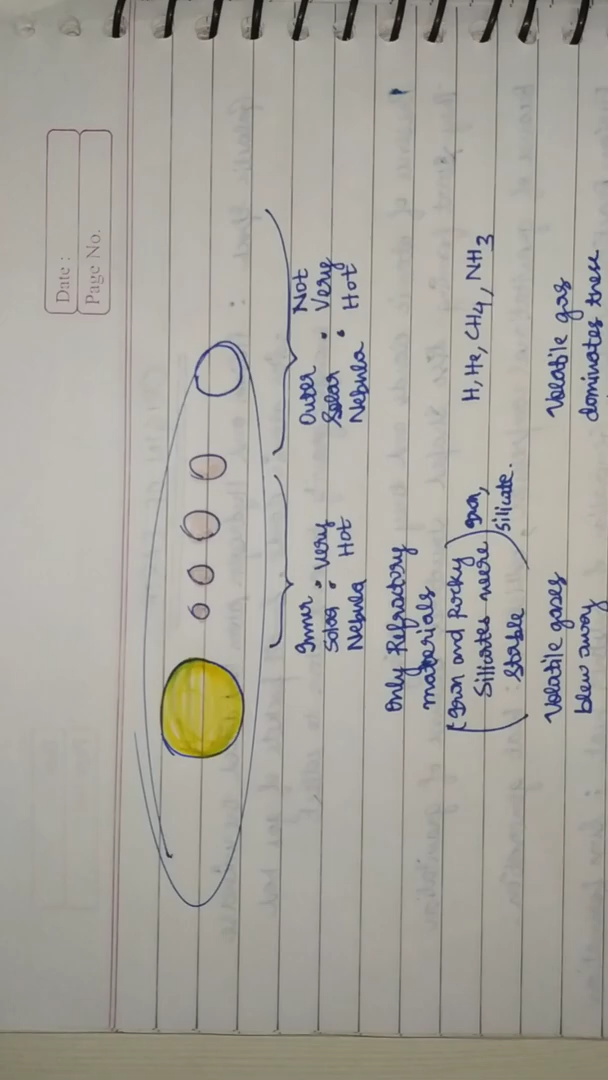 Date :
Page No.
Inner : Very
Solar Hot
Nebula
Outer Not
Solar : Very
Nebula Hot
Only Refractory
materials
(Iron and Rocky
Silicates were
stable)
Iron,
Silicate.
H, He, CH4, NH3
Volatile gases
blew away
Volatile gas
dominates these